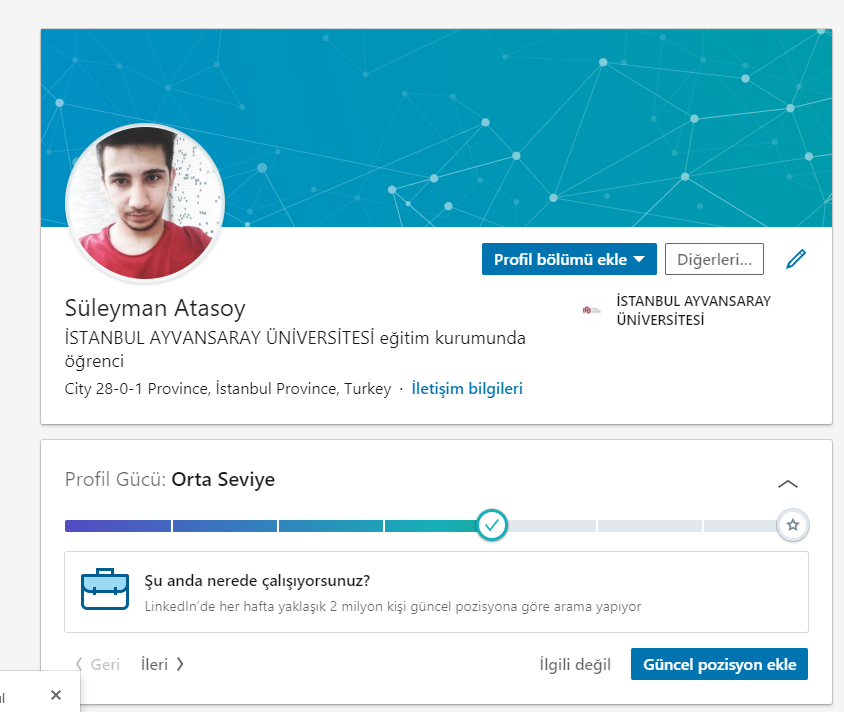 Profil bölümü ekle
Diğerleri...
Süleyman Atasoy
İSTANBUL AYVANSARAY ÜNİVERSİTESİ eğitim kurumunda
öğrenci
City 28-0-1 Province, İstanbul Province, Turkey · İletişim bilgileri
İSTANBUL AYVANSARAY
ÜNİVERSİTESİ
Profil Gücü: Orta Seviye
Şu anda nerede çalışıyorsunuz?
LinkedIn'de her hafta yaklaşık 2 milyon kişi güncel pozisyona göre arama yapıyor
Geri İleri
İlgili değil
Güncel pozisyon ekle